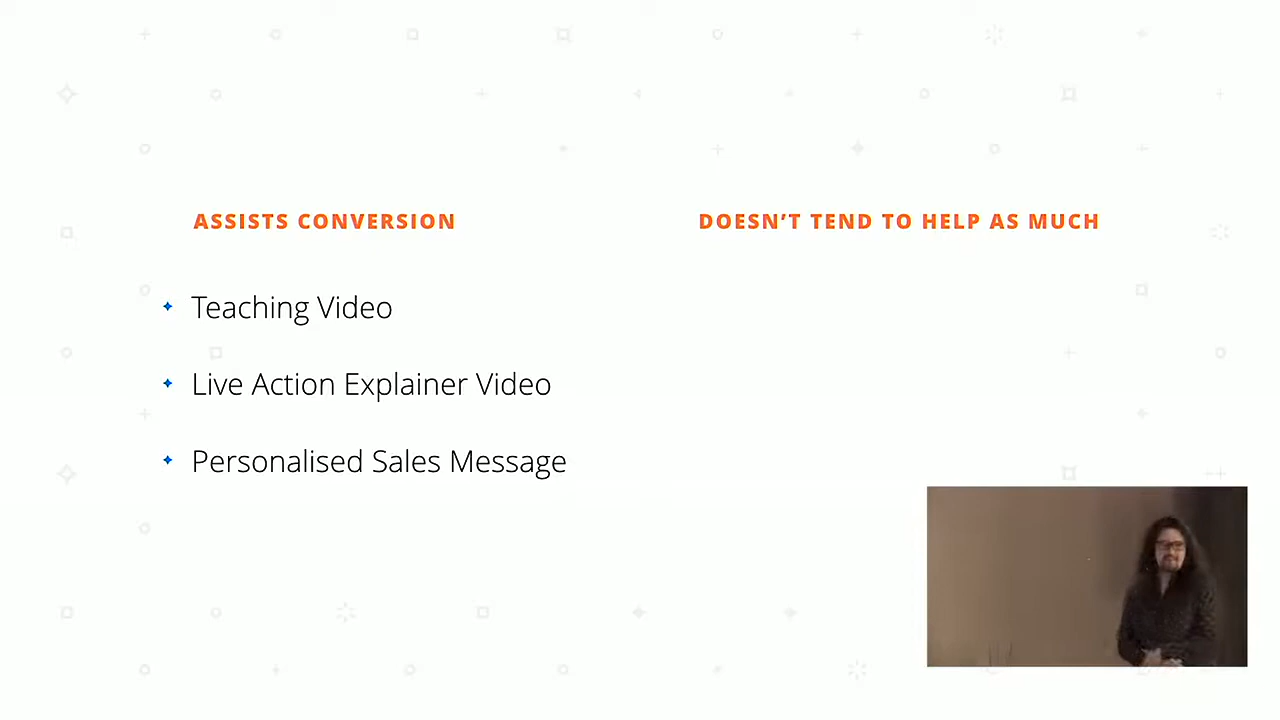 ASSISTS CONVERSION
DOESN’T TEND TO HELP AS MUCH
Teaching Video
Live Action Explainer Video
Personalised Sales Message